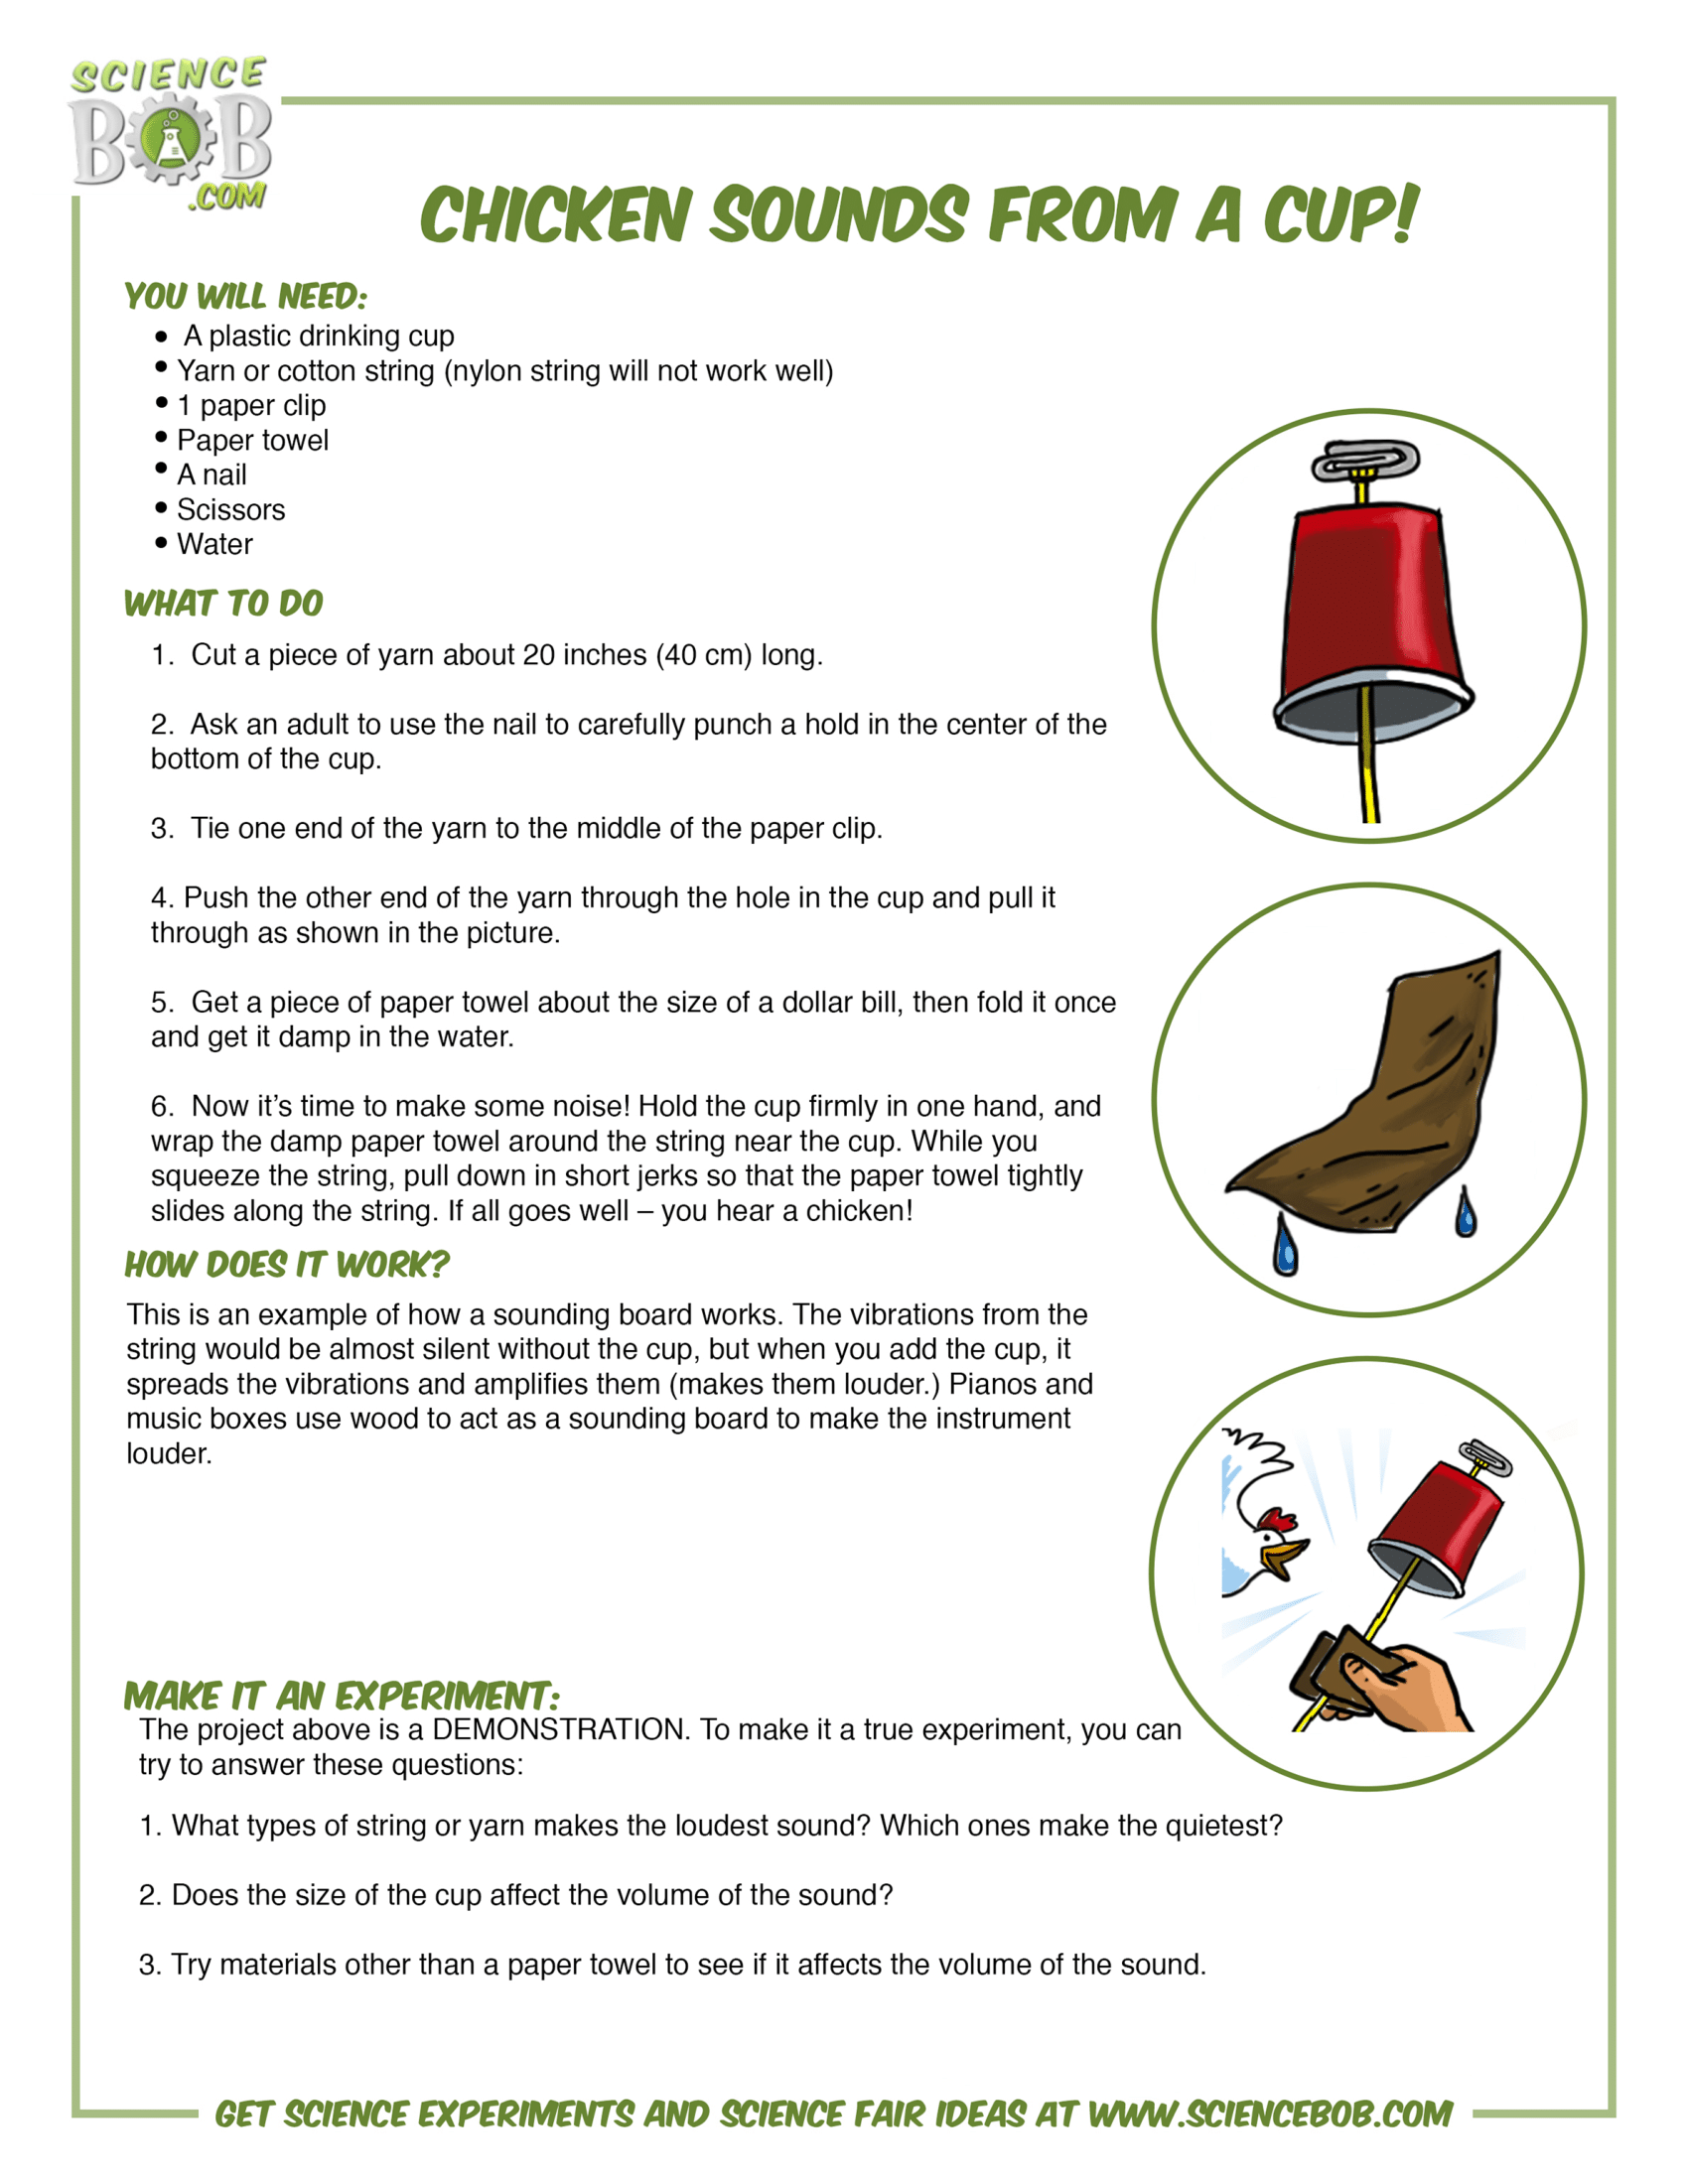 SCIENCE
BOB
.COM
CHICKEN SOUNDS FROM A CUP!
YOU WILL NEED:
• A plastic drinking cup
• Yarn or cotton string (nylon string will not work well)
• 1 paper clip
• Paper towel
• A nail
• Scissors
• Water
WHAT TO DO
1. Cut a piece of yarn about 20 inches (40 cm) long.
2. Ask an adult to use the nail to carefully punch a hold in the center of the
bottom of the cup.
3. Tie one end of the yarn to the middle of the paper clip.
4. Push the other end of the yarn through the hole in the cup and pull it
through as shown in the picture.
5. Get a piece of paper towel about the size of a dollar bill, then fold it once
and get it damp in the water.
6. Now it’s time to make some noise! Hold the cup firmly in one hand, and
wrap the damp paper towel around the string near the cup. While you
squeeze the string, pull down in short jerks so that the paper towel tightly
slides along the string. If all goes well – you hear a chicken!
HOW DOES IT WORK?
This is an example of how a sounding board works. The vibrations from the
string would be almost silent without the cup, but when you add the cup, it
spreads the vibrations and amplifies them (makes them louder.) Pianos and
music boxes use wood to act as a sounding board to make the instrument
louder.
MAKE IT AN EXPERIMENT:
The project above is a DEMONSTRATION. To make it a true experiment, you can
try to answer these questions:
1. What types of string or yarn makes the loudest sound? Which ones make the quietest?
2. Does the size of the cup affect the volume of the sound?
3. Try materials other than a paper towel to see if it affects the volume of the sound.
GET SCIENCE EXPERIMENTS AND SCIENCE FAIR IDEAS AT WWW.SCIENCEBOB.COM